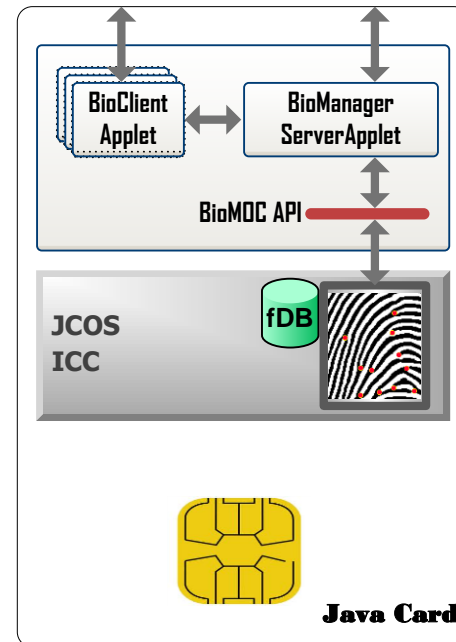 BioClient
Applet
BioManager
ServerApplet
BioMOC API
fDB
JCOS
ICC
Java Card